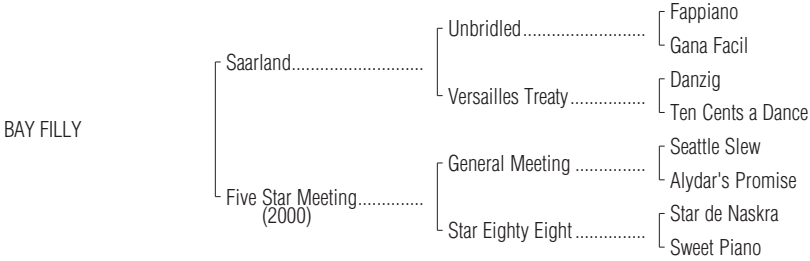 Fappiano
Unbridled..........................
Gana Facil
Saarland............................
Danzig
Versailles Treaty................
Ten Cents a Dance
BAY FILLY
Seattle Slew
General Meeting ...............
Alydar's Promise
Five Star Meeting..............
(2000)
Star de Naskra
Star Eighty Eight...............
Sweet Piano